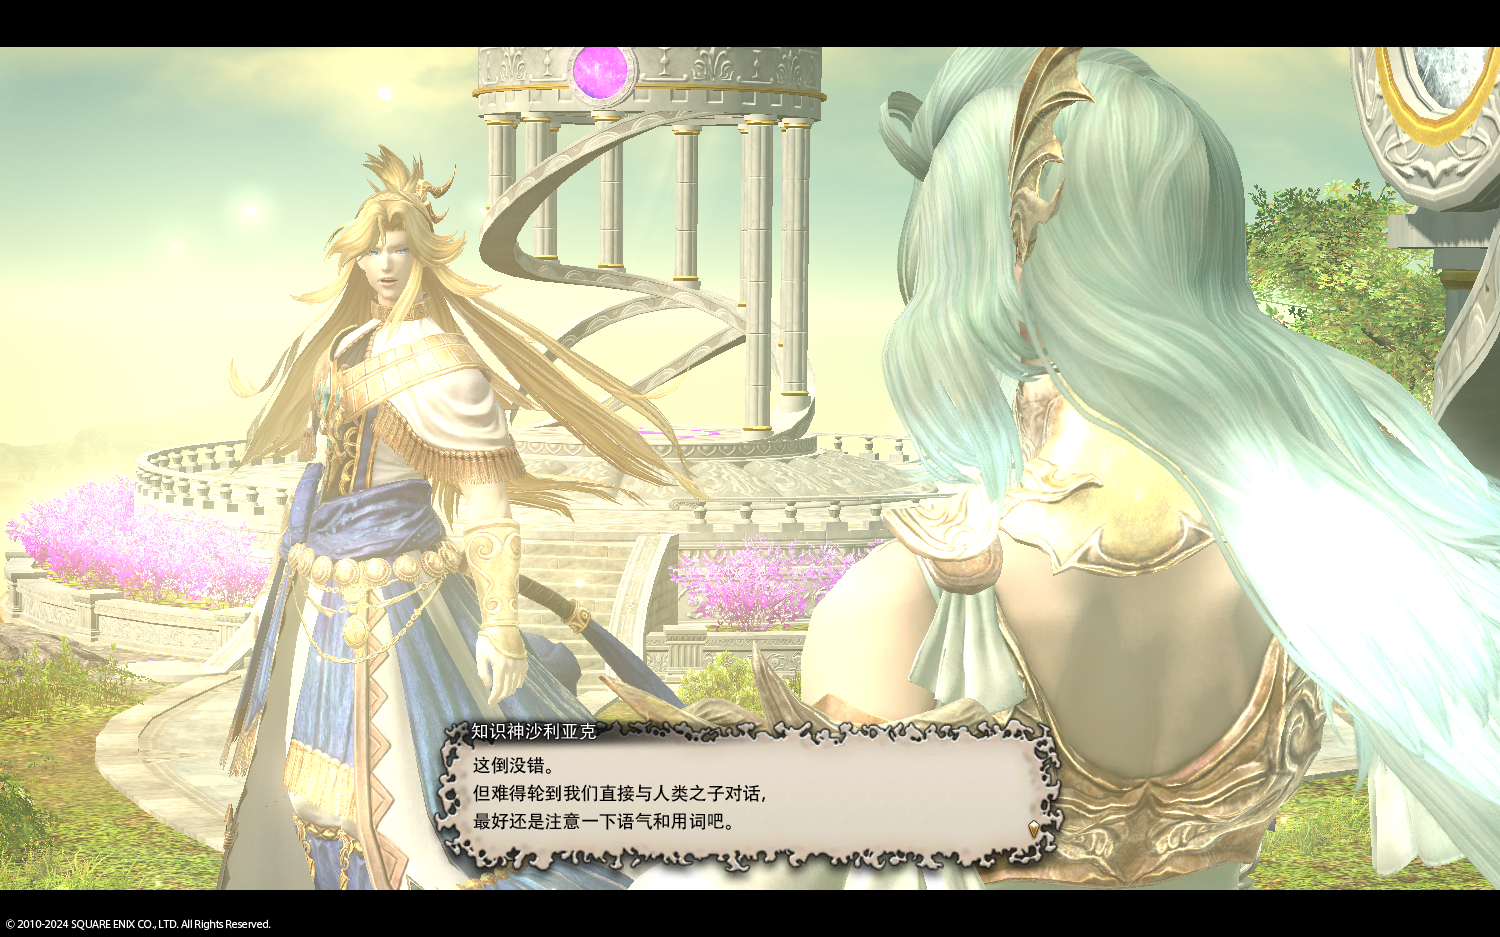 知识神沙利亚克
这倒没错。
但难得轮到我们直接与人类之子对话,
最好还是注意一下语气和用词吧。
© 2010-2024 SQUARE ENIX CO., LTD. All Rights Reserved.